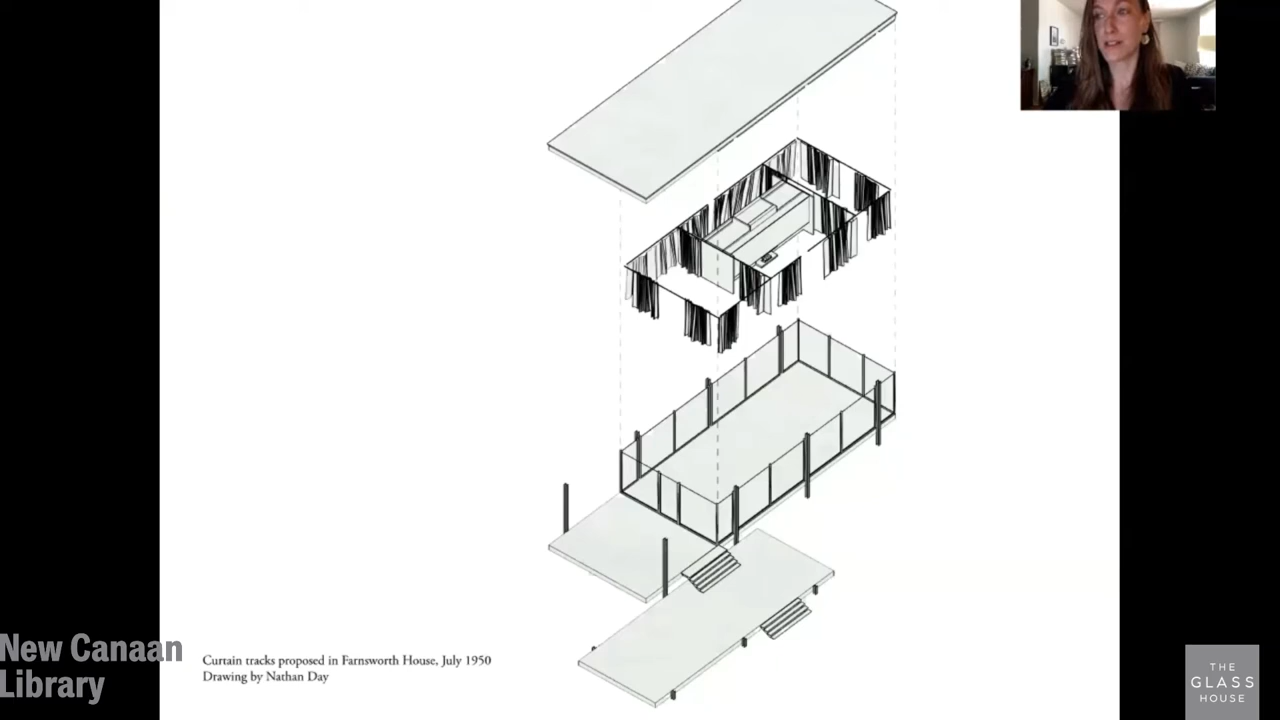 New Canaan
Library
Curtain tracks proposed in Farnsworth House, July 1950
Drawing by Nathan Day
THE
GLASS
HOUSE